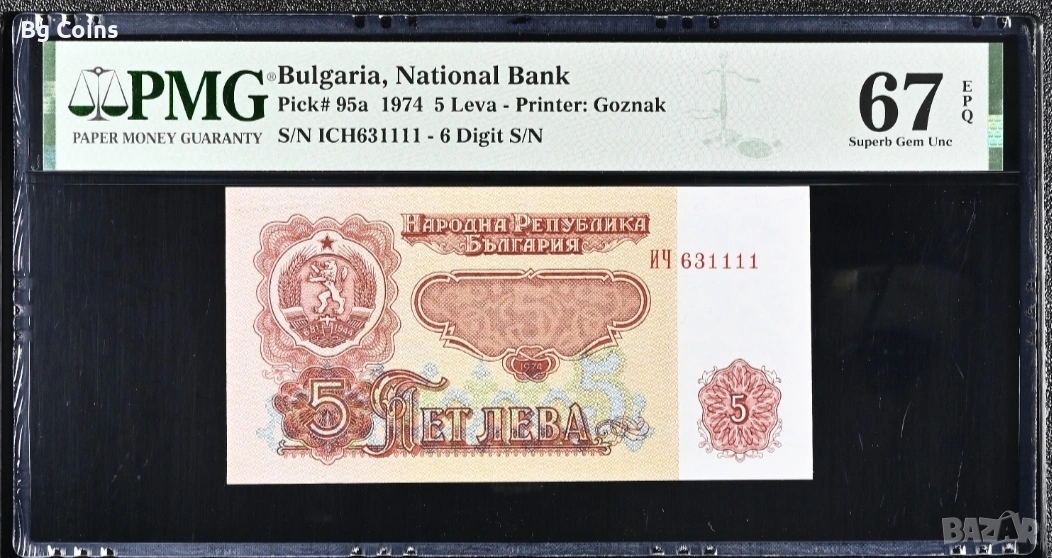 Bg Coins
PMG®
PAPER MONEY GUARANTY
Bulgaria, National Bank
Pick# 95a 1974 5 Leva - Printer: Goznak
S/N ICH631111 - 6 Digit S/N
67 EPQ
Superb Gem Unc
НАРОДНА РЕПУБЛИКА
БЪЛГАРИЯ
ИЧ 631111
1974
5 ПЕТ ЛЕВА
5
BAZAR